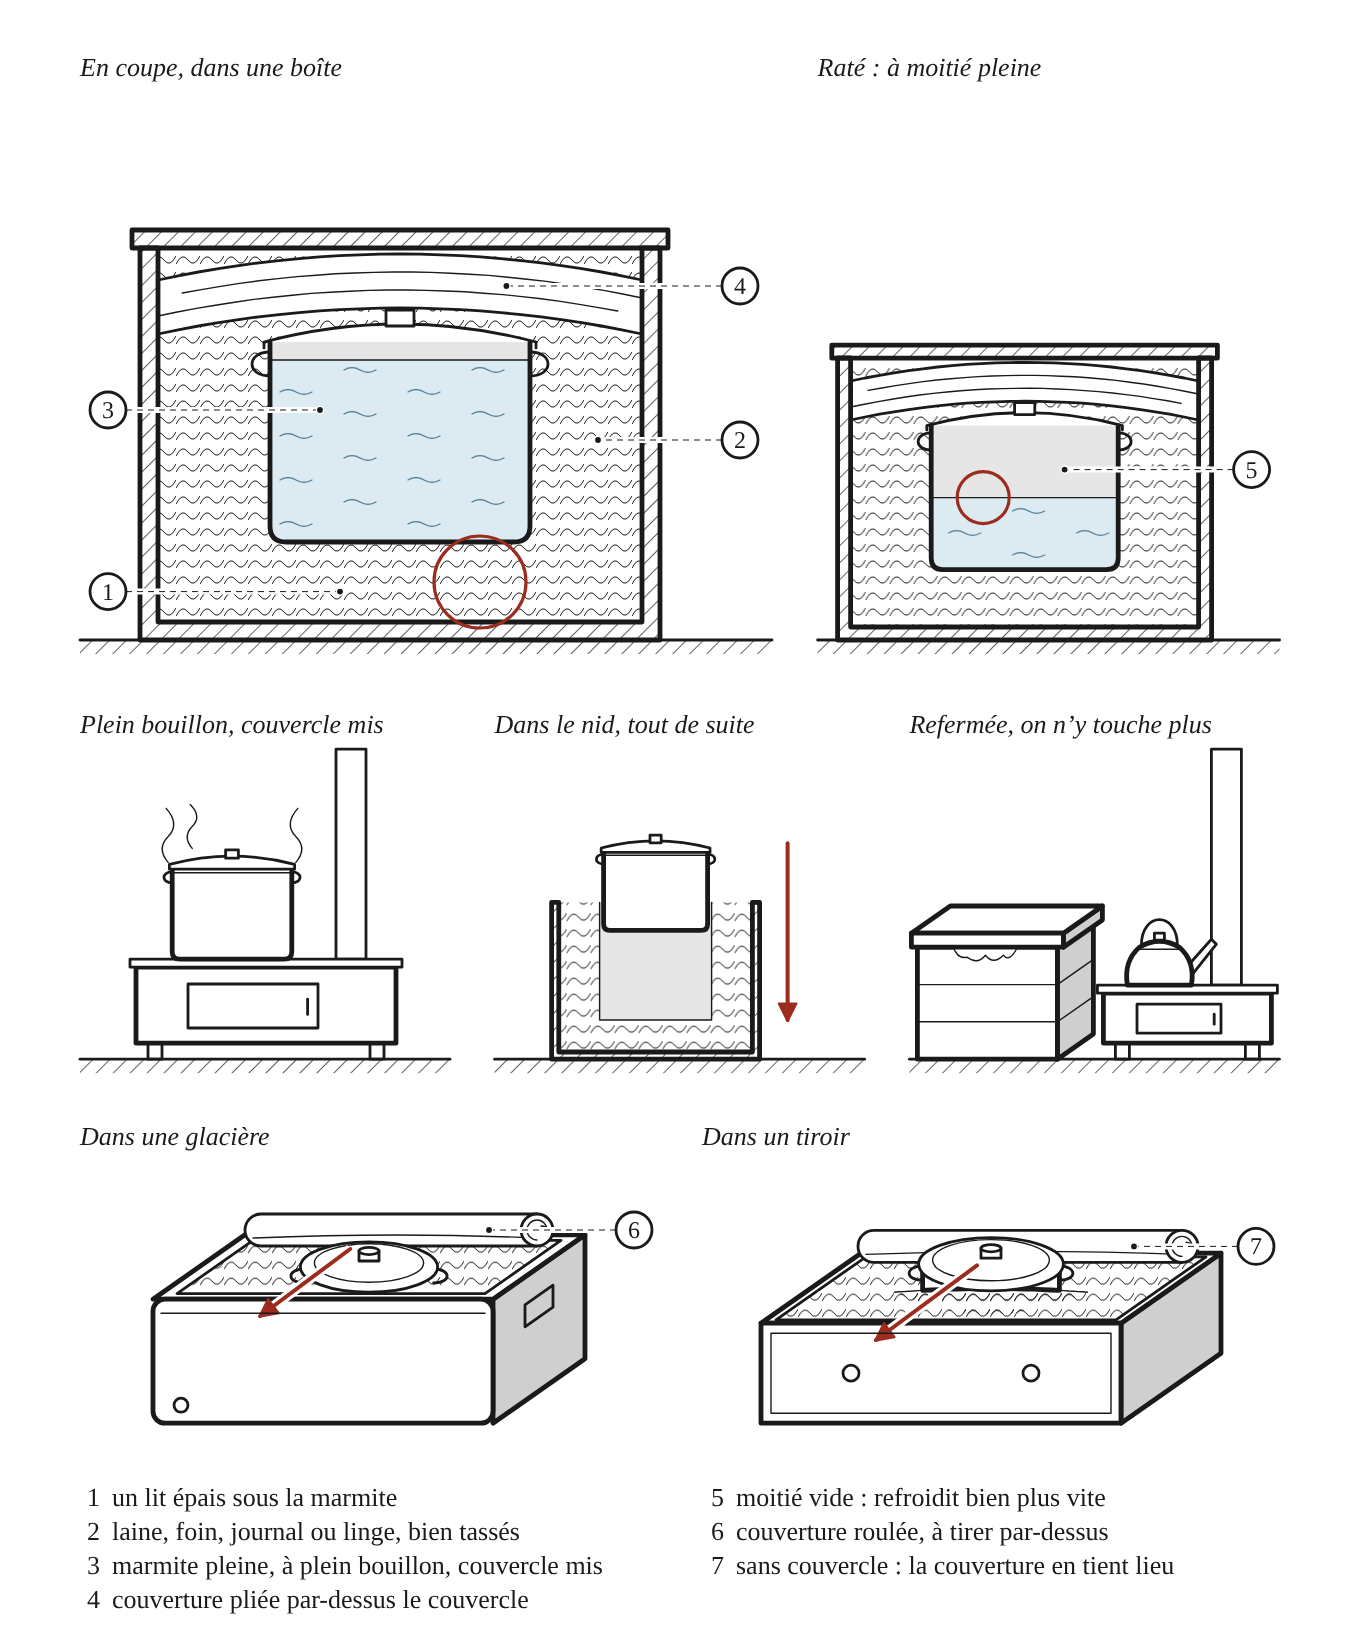 En coupe, dans une boîte
Raté : à moitié pleine
4
3
2
5
1
Plein bouillon, couvercle mis
Dans le nid, tout de suite
Refermée, on n’y touche plus
Dans une glacière
Dans un tiroir
6
7
1 un lit épais sous la marmite
2 laine, foin, journal ou linge, bien tassés
3 marmite pleine, à plein bouillon, couvercle mis
4 couverture pliée par-dessus le couvercle
5 moitié vide : refroidit bien plus vite
6 couverture roulée, à tirer par-dessus
7 sans couvercle : la couverture en tient lieu